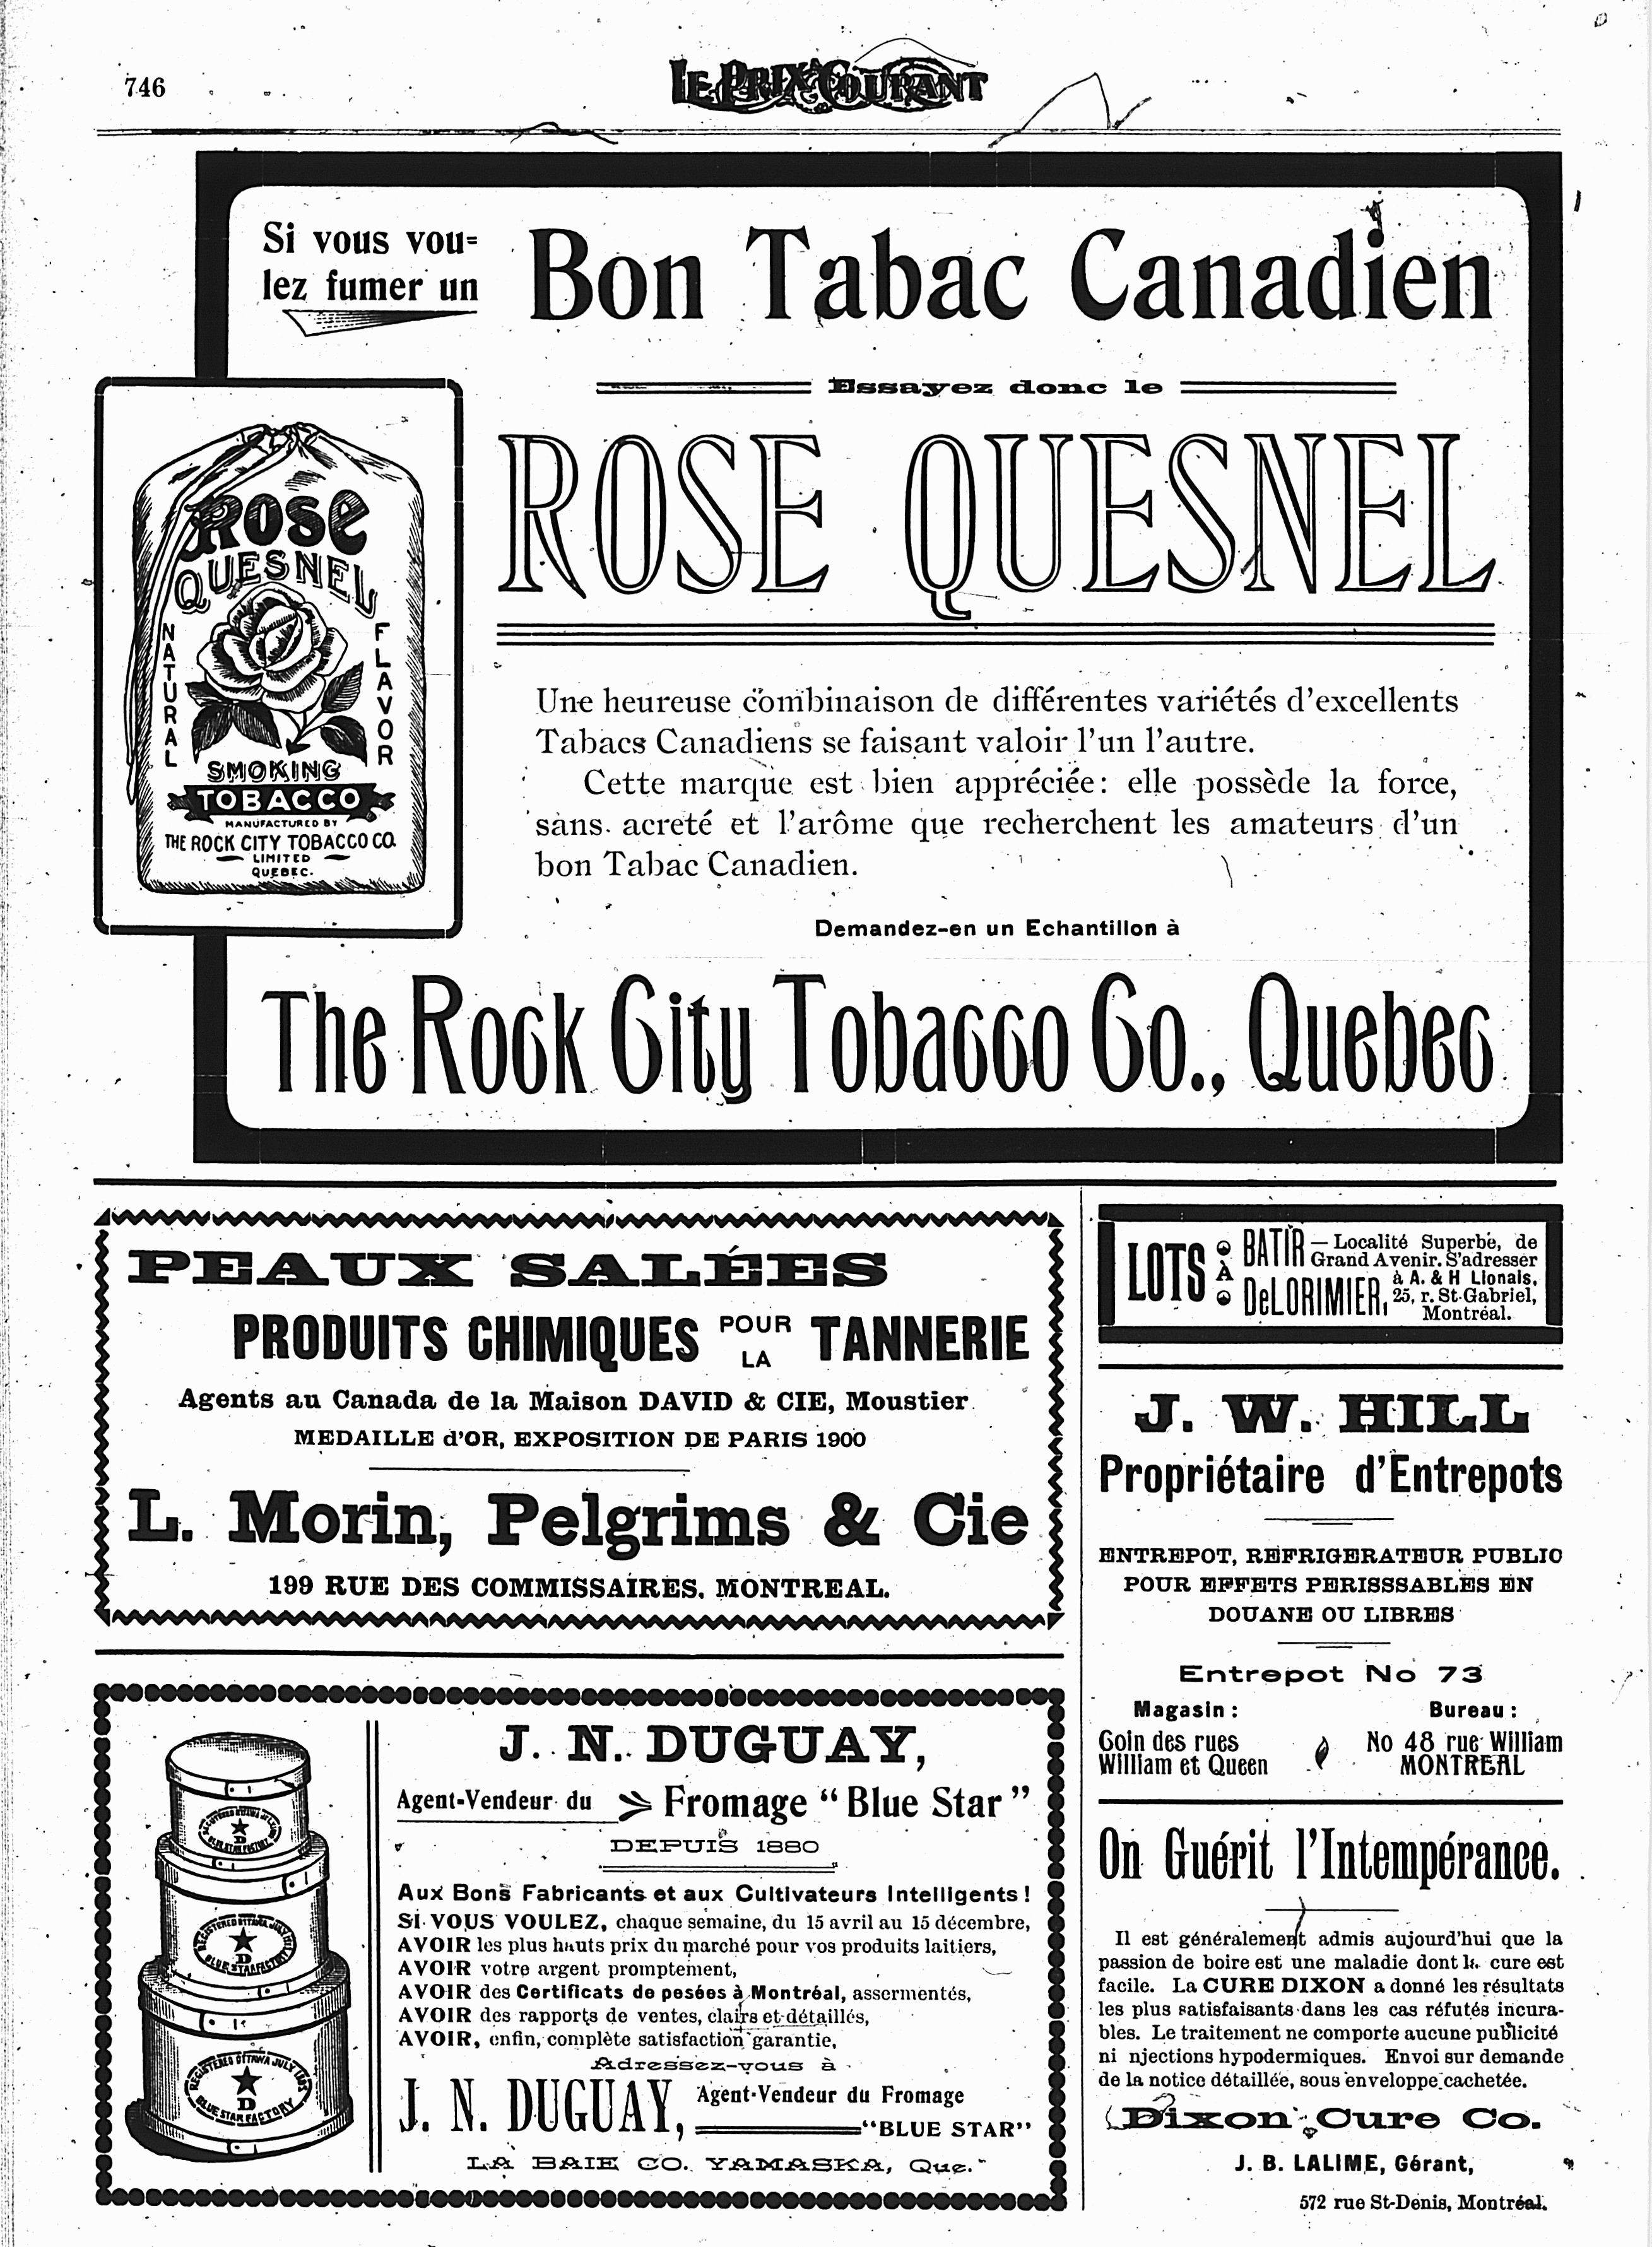 746
LE PRIX COURANT
Si vous vou=
lez fumer un
Bon Tabac Canadien
Essayez donc le
ROSE QUESNEL
Rose
QUESNEL
NATURAL
FLAVOR
SMOKING
TOBACCO
MANUFACTURED BY
THE ROCK CITY TOBACCO CO.
LIMITED
QUEBEC.
Une heureuse combinaison de différentes variétés d'excellents
Tabacs Canadiens se faisant valoir l'un l'autre.
Cette marque est bien appréciée: elle possède la force,
sans acreté et l'arôme que recherchent les amateurs d'un
bon Tabac Canadien.
Demandez-en un Echantillon à
The Rock City Tobacco Co., Quebec
PEAUX SALÉES
PRODUITS CHIMIQUES POUR LA TANNERIE
Agents au Canada de la Maison DAVID & CIE, Moustier
MEDAILLE d'OR, EXPOSITION DE PARIS 1900
L. Morin, Pelgrims & Cie
199 RUE DES COMMISSAIRES, MONTREAL.
J. N. DUGUAY,
Agent-Vendeur du Fromage "Blue Star"
DEPUIS 1880
Aux Bons Fabricants et aux Cultivateurs Intelligents!
SI VOUS VOULEZ, chaque semaine, du 15 avril au 15 décembre,
AVOIR les plus hauts prix du marché pour vos produits laitiers,
AVOIR votre argent promptement,
AVOIR des Certificats de pesées à Montréal, assermentés,
AVOIR des rapports de ventes, clairs et détaillés,
AVOIR, enfin, complète satisfaction garantie,
Adressez-vous à
J. N. DUGUAY, Agent-Vendeur du Fromage
"BLUE STAR"
LA BAIE CO. YAMASKA, Que.
REGISTERED OTTAWA JULY
D
BLUE STAR FACTORY
LOTS À BATIR — Localité Superbe, de
Grand Avenir. S'adresser
DeLORIMIER, à A. & H Lionais,
25, r. St-Gabriel,
Montréal.
J. W. HILL
Propriétaire d'Entrepots
ENTREPOT, REFRIGERATEUR PUBLIC
POUR EFFETS PERISSSABLES EN
DOUANE OU LIBRES
Entrepot No 73
Magasin :
Coin des rues
William et Queen
Bureau :
No 48 rue William
MONTREAL
On Guérit l'Intempérance.
Il est généralement admis aujourd'hui que la
passion de boire est une maladie dont la cure est
facile. La CURE DIXON a donné les résultats
les plus satisfaisants dans les cas réfutés incura-
bles. Le traitement ne comporte aucune publicité
ni njections hypodermiques. Envoi sur demande
de la notice détaillée, sous enveloppe cachetée.
Dixon Cure Co.
J. B. LALIME, Gérant,
572 rue St-Denis, Montréal.